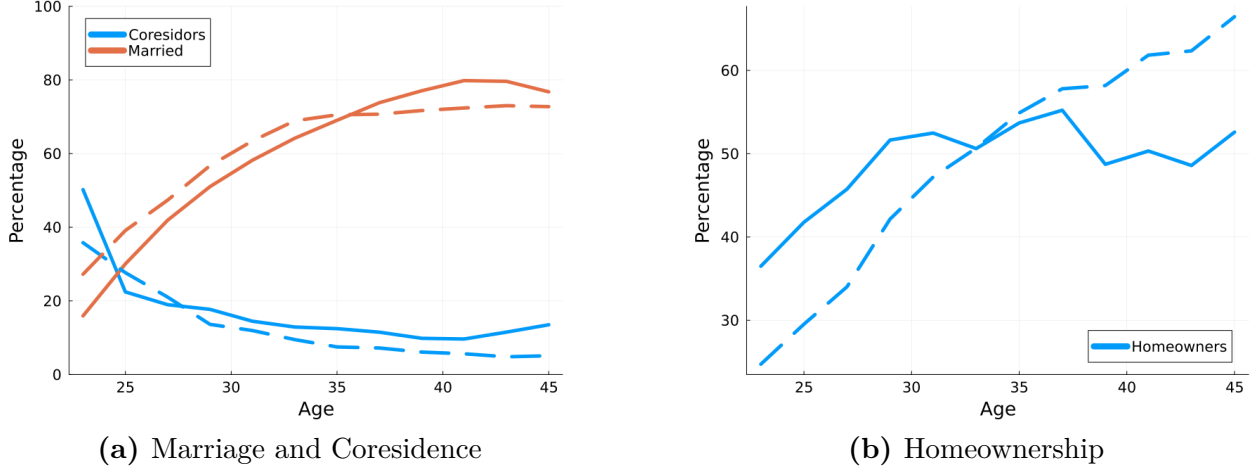 100
80
60
40
20
0
Percentage
Coresidors
Married
25
30
35
40
45
Age
(a) Marriage and Coresidence
60
50
40
30
Percentage
Homeowners
25
30
35
40
45
Age
(b) Homeownership